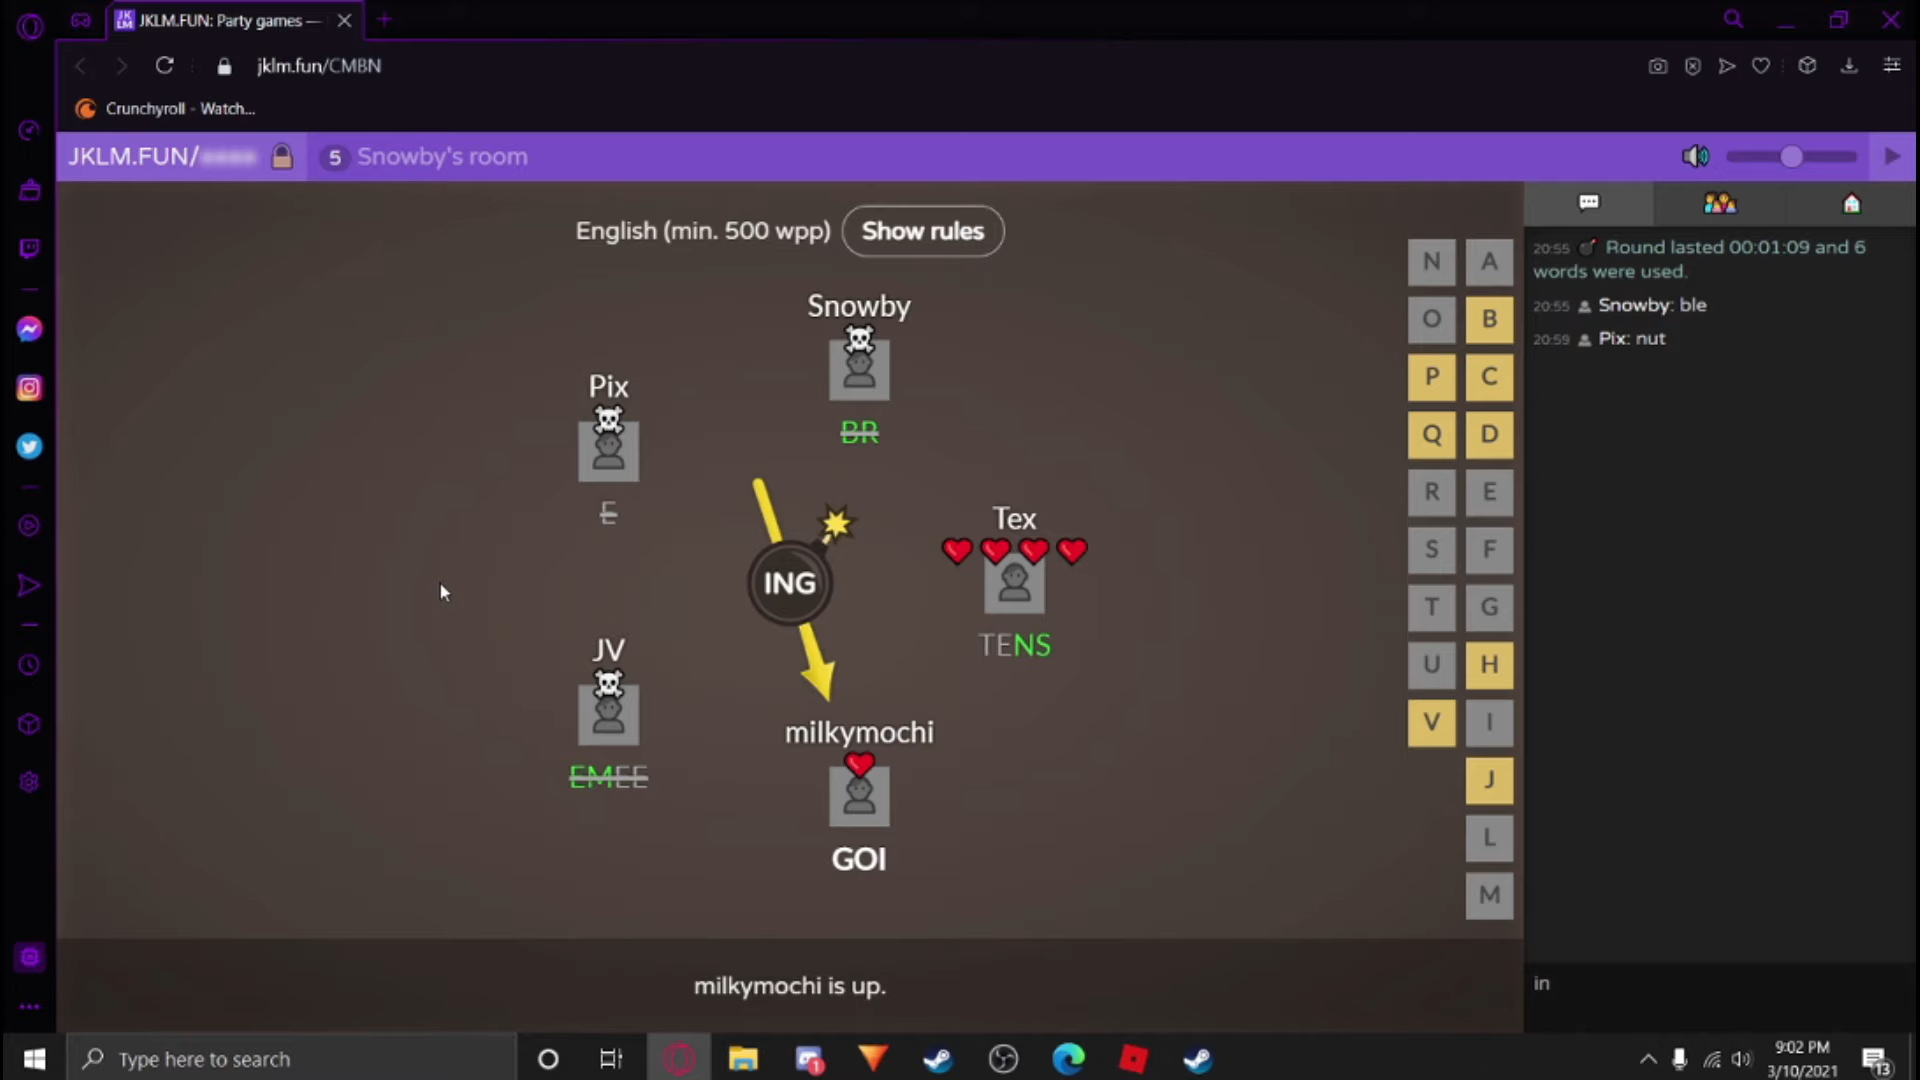 JKLM.FUN: Party games —
jklm.fun/CMBN
Crunchyroll - Watch...
JKLM.FUN/
5 Snowby's room
English (min. 500 wpp) Show rules
Snowby
BR
Pix
E
Tex
TENS
ING
JV
EMEE
milkymochi
GOI
milkymochi is up.
N A
O B
P C
Q D
R E
S F
T G
U H
V I
J
L
M
20:55 Round lasted 00:01:09 and 6
words were used.
20:55 Snowby: ble
20:59 Pix: nut
in
Type here to search
1
9:02 PM
3/10/2021
13